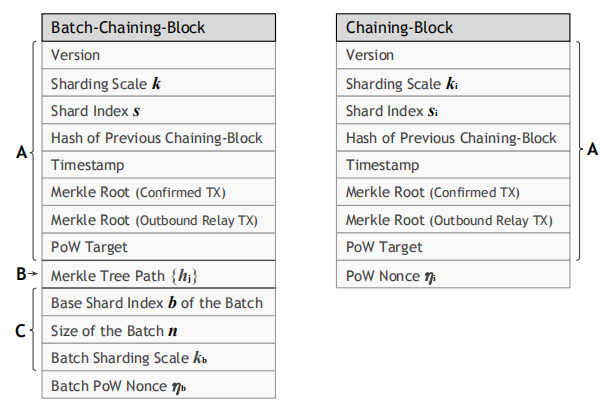 Batch-Chaining-Block
Version
Sharding Scale k
Shard Index s
Hash of Previous Chaining-Block
A
Timestamp
Merkle Root (Confirmed TX)
Merkle Root (Outbound Relay TX)
PoW Target
B
Merkle Tree Path {hⱼ}
Base Shard Index b of the Batch
C
Size of the Batch n
Batch Sharding Scale k_b
Batch PoW Nonce η_b
Chaining-Block
Version
Sharding Scale kᵢ
Shard Index sᵢ
Hash of Previous Chaining-Block
A
Timestamp
Merkle Root (Confirmed TX)
Merkle Root (Outbound Relay TX)
PoW Target
PoW Nonce ηᵢ